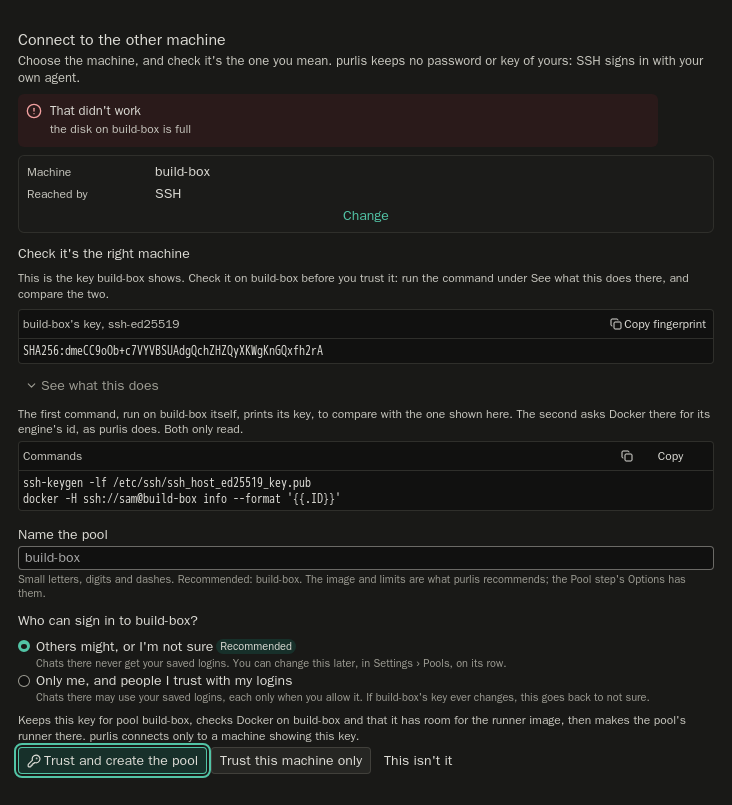 Connect to the other machine
Choose the machine, and check it's the one you mean. purlis keeps no password or key of yours: SSH signs in with your
own agent.
That didn't work
the disk on build-box is full
Machine build-box
Reached by SSH
Change
Check it's the right machine
This is the key build-box shows. Check it on build-box before you trust it: run the command under See what this does there, and
compare the two.
build-box's key, ssh-ed25519 Copy fingerprint
SHA256:dmeCC9oOb+c7VYVBSUAdgQchZHZQyXKWgKnGQxfh2rA
See what this does
The first command, run on build-box itself, prints its key, to compare with the one shown here. The second asks Docker there for its
engine's id, as purlis does. Both only read.
Commands Copy
ssh-keygen -lf /etc/ssh/ssh_host_ed25519_key.pub
docker -H ssh://sam@build-box info --format '{{.ID}}'
Name the pool
build-box
Small letters, digits and dashes. Recommended: build-box. The image and limits are what purlis recommends; the Pool step's Options has
them.
Who can sign in to build-box?
Others might, or I'm not sure Recommended
Chats there never get your saved logins. You can change this later, in Settings › Pools, on its row.
Only me, and people I trust with my logins
Chats there may use your saved logins, each only when you allow it. If build-box's key ever changes, this goes back to not sure.
Keeps this key for pool build-box, checks Docker on build-box and that it has room for the runner image, then makes the pool's
runner there. purlis connects only to a machine showing this key.
Trust and create the pool Trust this machine only This isn't it